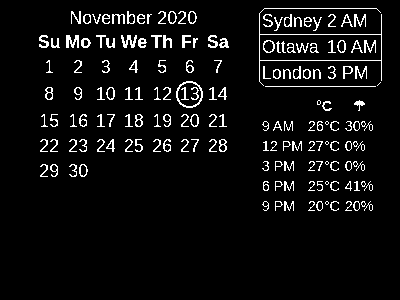 November 2020
Su Mo Tu We Th Fr Sa
1 2 3 4 5 6 7
8 9 10 11 12 13 14
15 16 17 18 19 20 21
22 23 24 25 26 27 28
29 30
Sydney 2 AM
Ottawa 10 AM
London 3 PM
°C
9 AM 26°C 30%
12 PM 27°C 0%
3 PM 27°C 0%
6 PM 25°C 41%
9 PM 20°C 20%